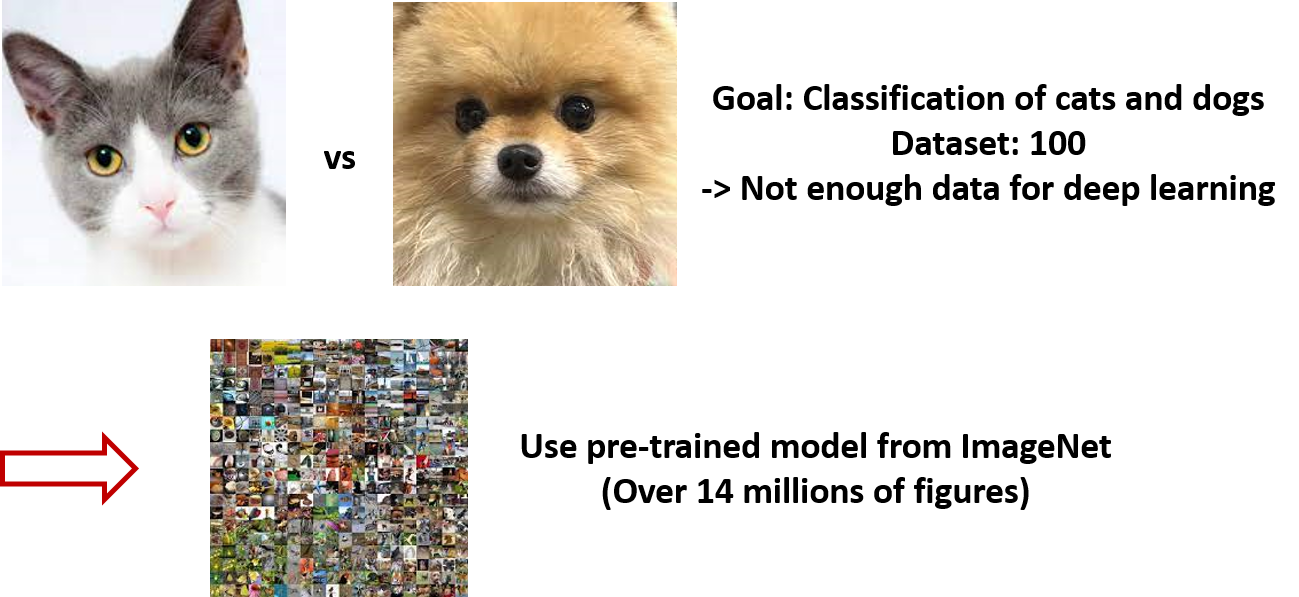 vs
Goal: Classification of cats and dogs
Dataset: 100
-> Not enough data for deep learning
Use pre-trained model from ImageNet
(Over 14 millions of figures)